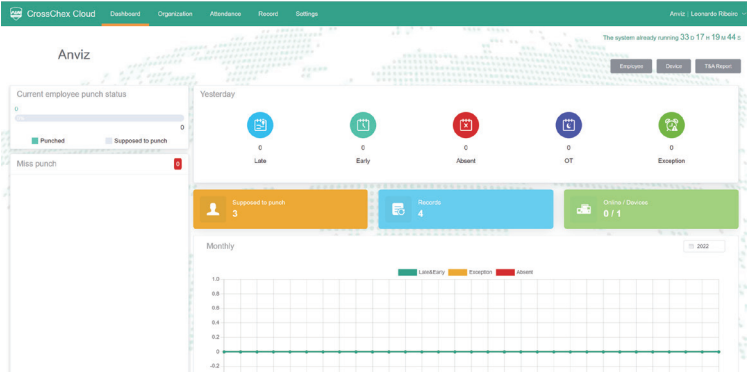 CrossChex Cloud Dashboard Organization Attendance Record Settings Anviz | Leonardo Ribeiro
The system already running 33 D 17 H 19 M 44 S
Anviz
Employee Device T&A Report
Current employee punch status
0
0
Punched Supposed to punch
Miss punch 0
Yesterday
0 0 0 0 0
Late Early Absent OT Exception
Supposed to punch
3
Records
4
Online / Devices
0 / 1
Monthly 2022
Late&Early Exception Absent
1.0
0.8
0.6
0.4
0.2
0
-0.2